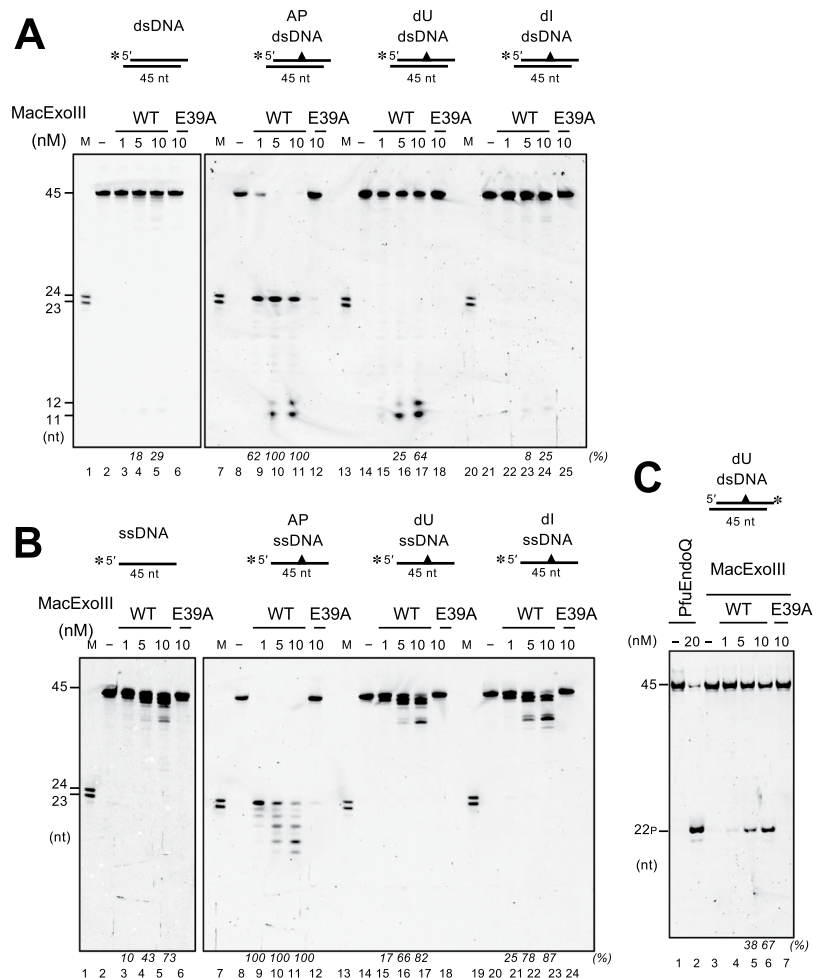 A
dsDNA
AP
dsDNA
dU
dsDNA
dI
dsDNA
*5′
*5′
*5′
*5′
45 nt
45 nt
45 nt
45 nt
MacExoIII
WT E39A WT E39A WT E39A WT E39A
(nM) M – 1 5 10 10 M – 1 5 10 10 M – 1 5 10 10 M – 1 5 10 10
45
24
23
12
11
(nt)
18 29 62 100 100 25 64 8 25 (%)
1 2 3 4 5 6 7 8 9 10 11 12 13 14 15 16 17 18 20 21 22 23 24 25
B
ssDNA
AP
ssDNA
dU
ssDNA
dI
ssDNA
*5′
*5′
*5′
*5′
45 nt
45 nt
45 nt
45 nt
MacExoIII
WT E39A WT E39A WT E39A WT E39A
(nM)
M – 1 5 10 10 M – 1 5 10 10 M – 1 5 10 10 M – 1 5 10 10
45
24
23
(nt)
10 43 73 100 100 100 17 66 82 25 78 87 (%)
1 2 3 4 5 6 7 8 9 10 11 12 13 14 15 16 17 18 19 20 21 22 23 24
C
dU
dsDNA
5′ *
45 nt
PfuEndoQ
MacExoIII
WT E39A
(nM) – 20 – 1 5 10 10
45
22P
(nt)
38 67 (%)
1 2 3 4 5 6 7